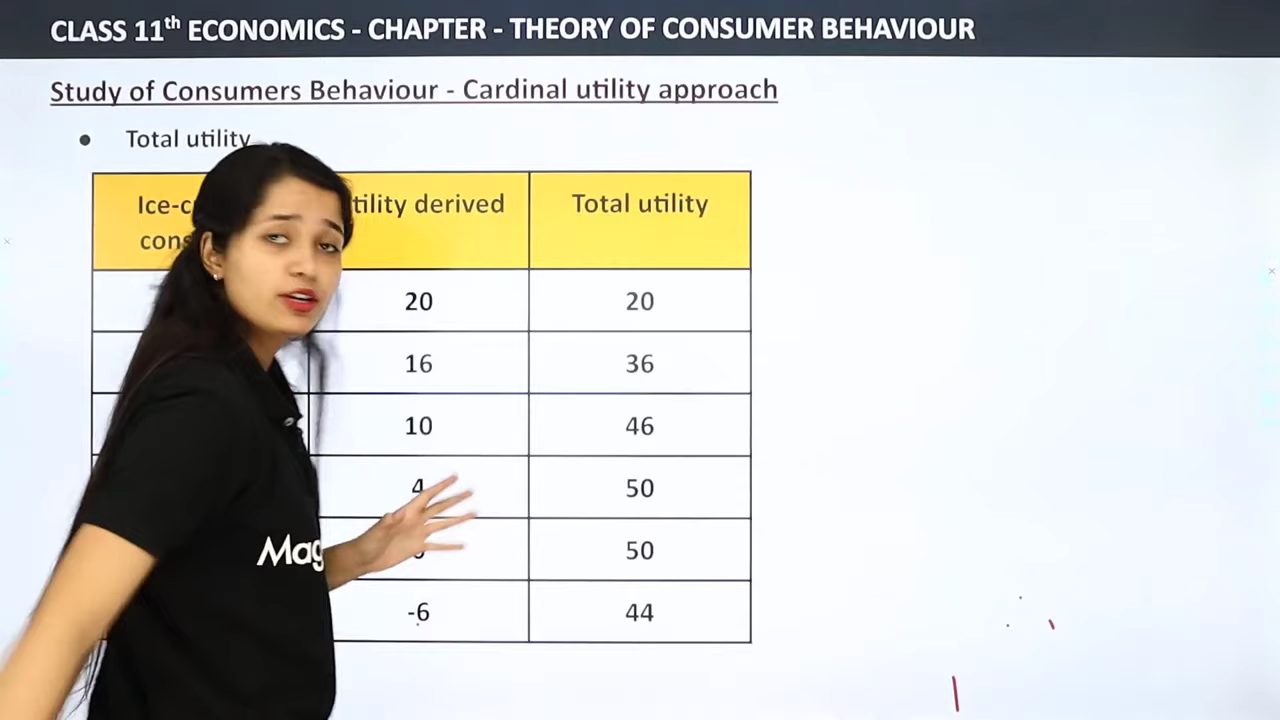 CLASS 11th ECONOMICS - CHAPTER - THEORY OF CONSUMER BEHAVIOUR
Study of Consumers Behaviour - Cardinal utility approach
● Total utility
Ice-c tility derived Total utility
cons
20 20
16 36
10 46
4 50
50
-6 44
Mag